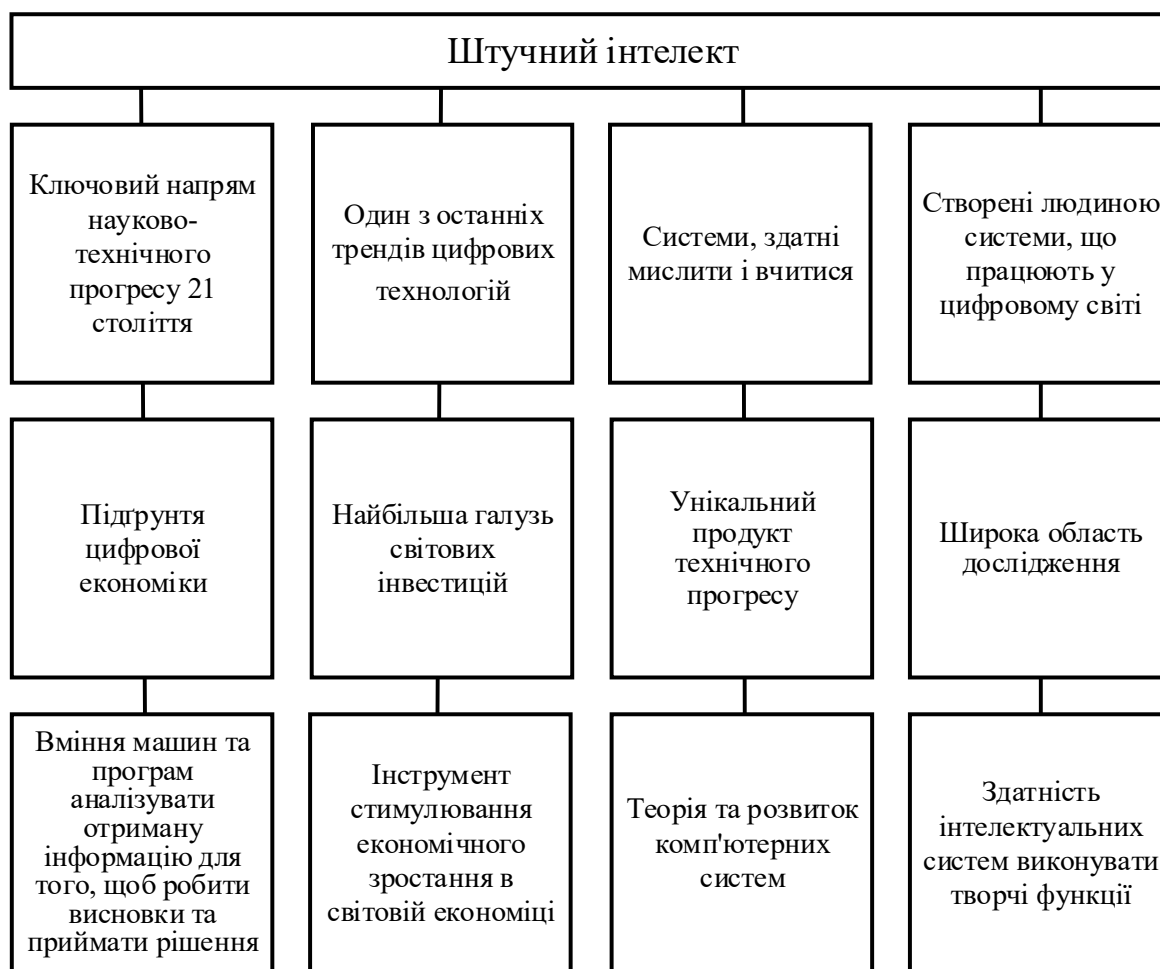 Штучний інтелект
Ключовий напрям
науково-
технічного
прогресу 21
століття
Один з останніх
трендів цифрових
технологій
Системи, здатні
мислити і вчитися
Створені людиною
системи, що
працюють у
цифровому світі
Підґрунтя
цифрової
економіки
Найбільша галузь
світових
інвестицій
Унікальний
продукт
технічного
прогресу
Широка область
дослідження
Вміння машин та
програм
аналізувати
отриману
інформацію для
того, щоб робити
висновки та
приймати рішення
Інструмент
стимулювання
економічного
зростання в
світовій економіці
Теорія та розвиток
комп'ютерних
систем
Здатність
інтелектуальних
систем виконувати
творчі функції